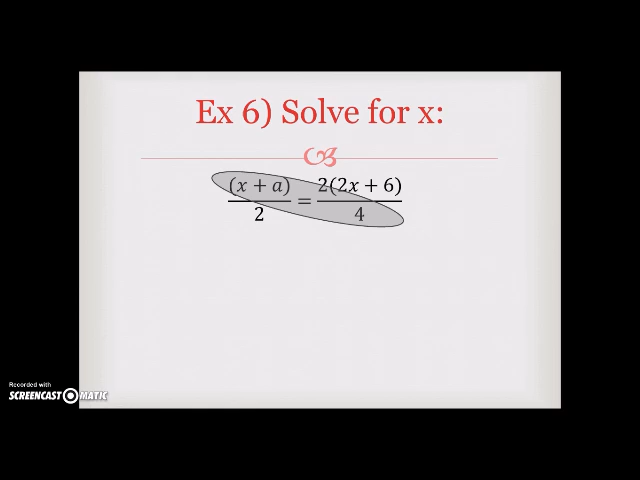 Ex 6) Solve for x:
(x + a)/2 = 2(2x + 6)/4
Recorded with
SCREENCAST MATIC